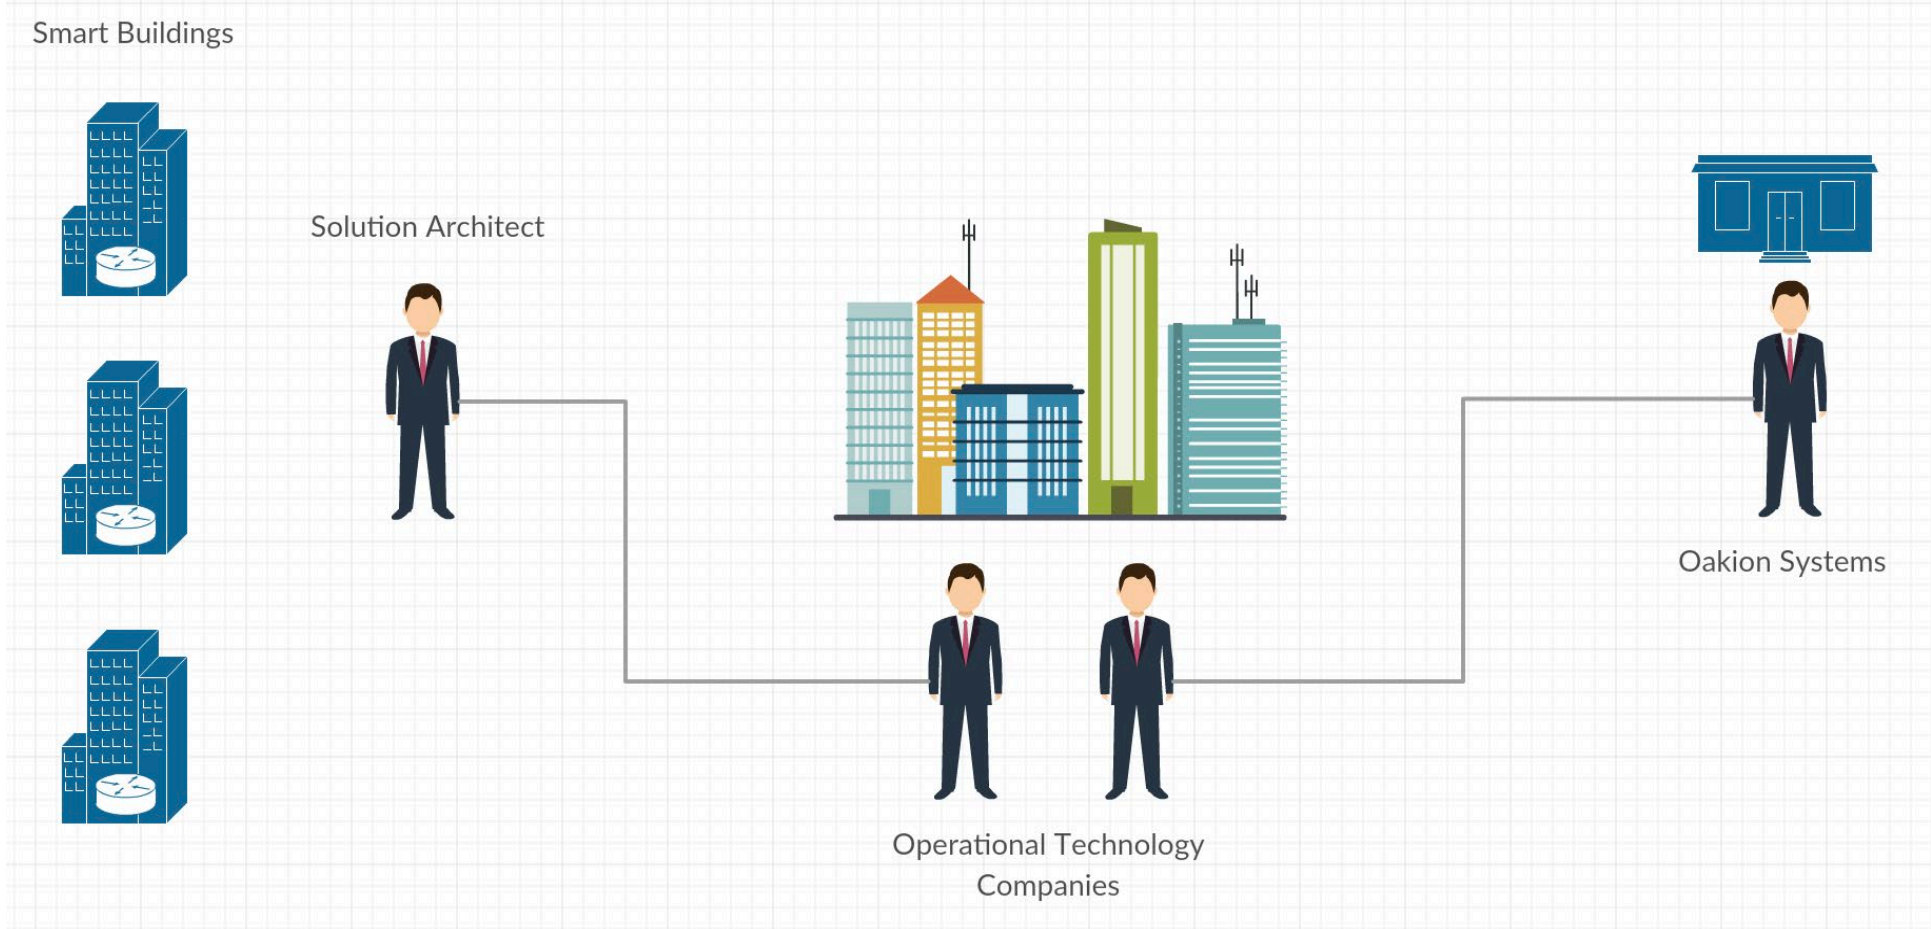 Smart Buildings
Solution Architect
Oakion Systems
Operational Technology
Companies